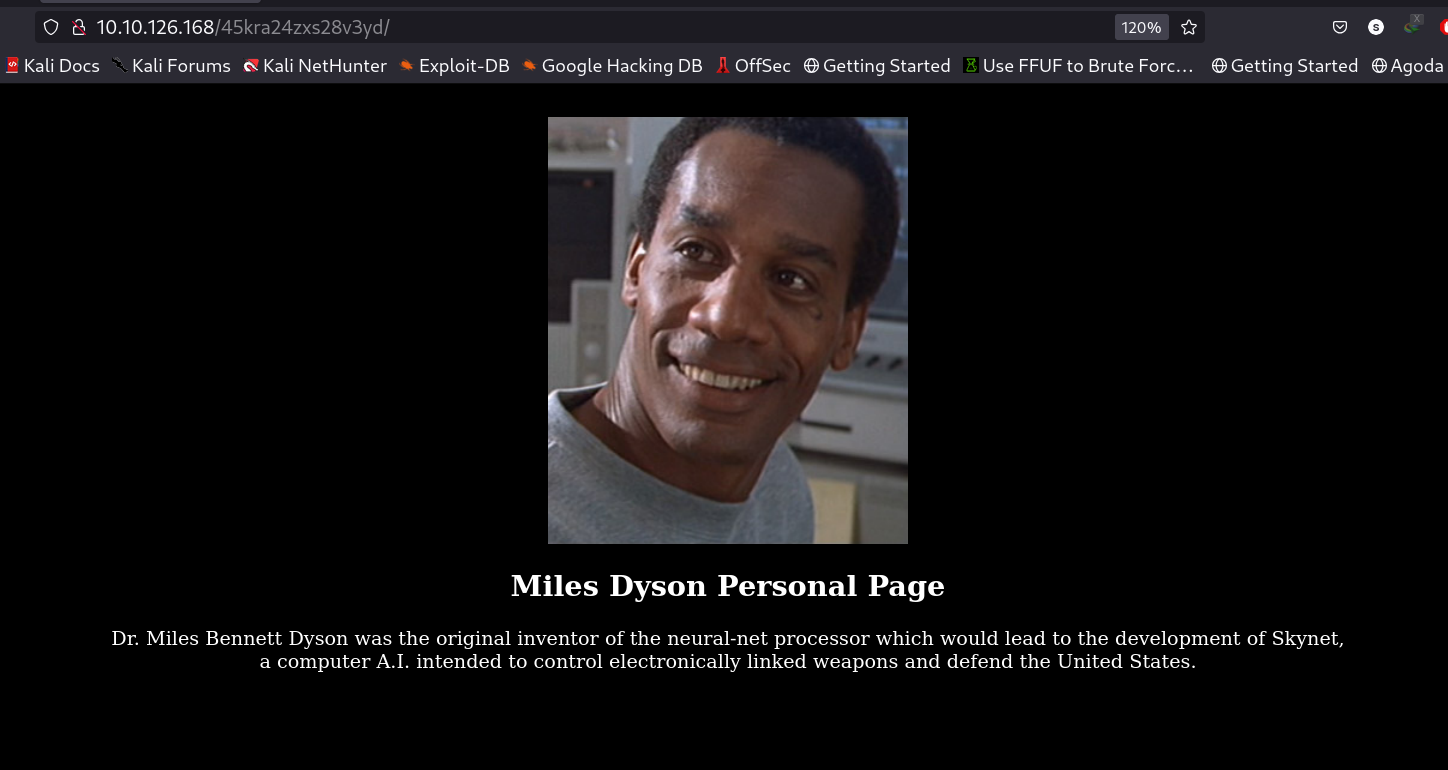 10.10.126.168/45kra24zxs28v3yd/ 120% S X
Kali Docs Kali Forums Kali NetHunter Exploit-DB Google Hacking DB OffSec Getting Started Use FFUF to Brute Forc… Getting Started Agoda
Miles Dyson Personal Page
Dr. Miles Bennett Dyson was the original inventor of the neural-net processor which would lead to the development of Skynet,
a computer A.I. intended to control electronically linked weapons and defend the United States.